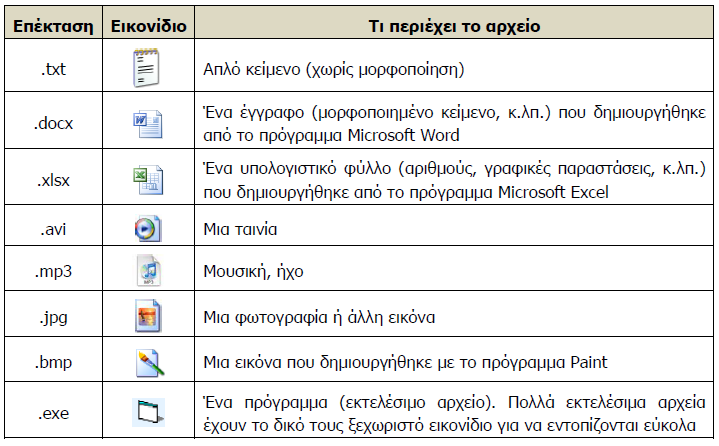 Επέκταση Εικονίδιο Τι περιέχει το αρχείο
.txt Απλό κείμενο (χωρίς μορφοποίηση)
.docx Ένα έγγραφο (μορφοποιημένο κείμενο, κ.λπ.) που δημιουργήθηκε
από το πρόγραμμα Microsoft Word
.xlsx Ένα υπολογιστικό φύλλο (αριθμούς, γραφικές παραστάσεις, κ.λπ.)
που δημιουργήθηκε από το πρόγραμμα Microsoft Excel
.avi Μια ταινία
.mp3 MP3 Μουσική, ήχο
.jpg Μια φωτογραφία ή άλλη εικόνα
.bmp Μια εικόνα που δημιουργήθηκε με το πρόγραμμα Paint
.exe Ένα πρόγραμμα (εκτελέσιμο αρχείο). Πολλά εκτελέσιμα αρχεία
έχουν το δικό τους ξεχωριστό εικονίδιο για να εντοπίζονται εύκολα